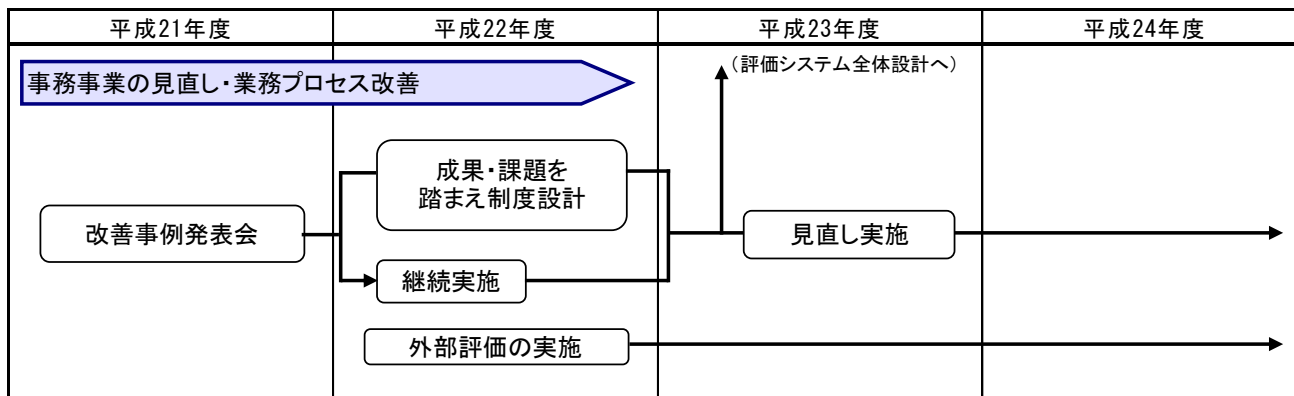 平成21年度
平成22年度
平成23年度
平成24年度
事務事業の見直し・業務プロセス改善
（評価システム全体設計へ）
成果・課題を
踏まえ制度設計
改善事例発表会
見直し実施
継続実施
外部評価の実施